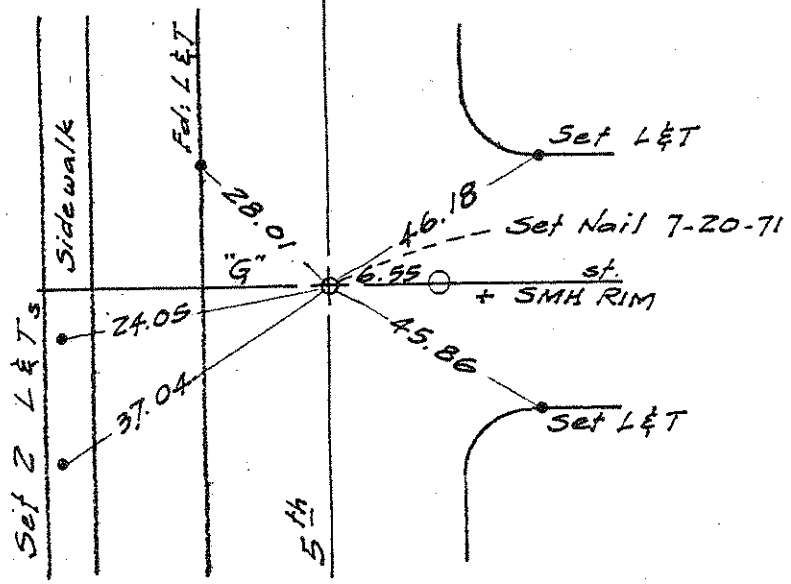 Sidewalk
Fd. L&T
Set L&T
28.01
46.18
Set Nail 7-20-71
"G"
6.55
st.
+ SMH RIM
24.05
45.86
37.04
Set L&T
Set 2 L&Ts
5th